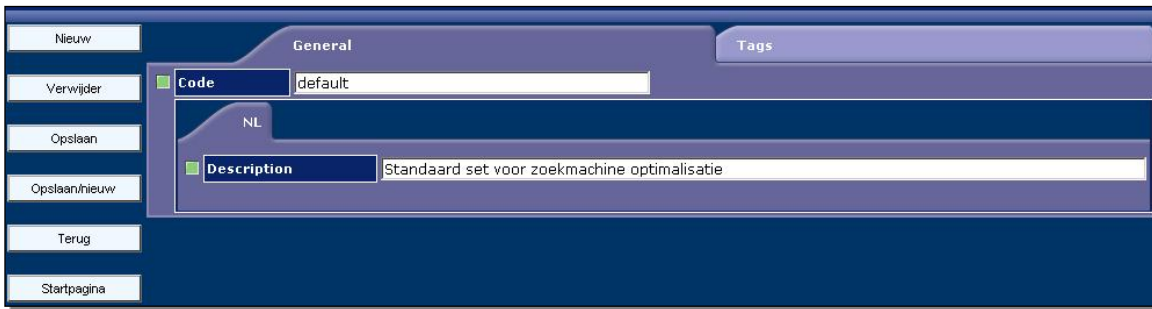 Nieuw
General
Tags
Verwijder
Code
default
Opslaan
NL
Description
Standaard set voor zoekmachine optimalisatie
Opslaan/nieuw
Terug
Startpagina